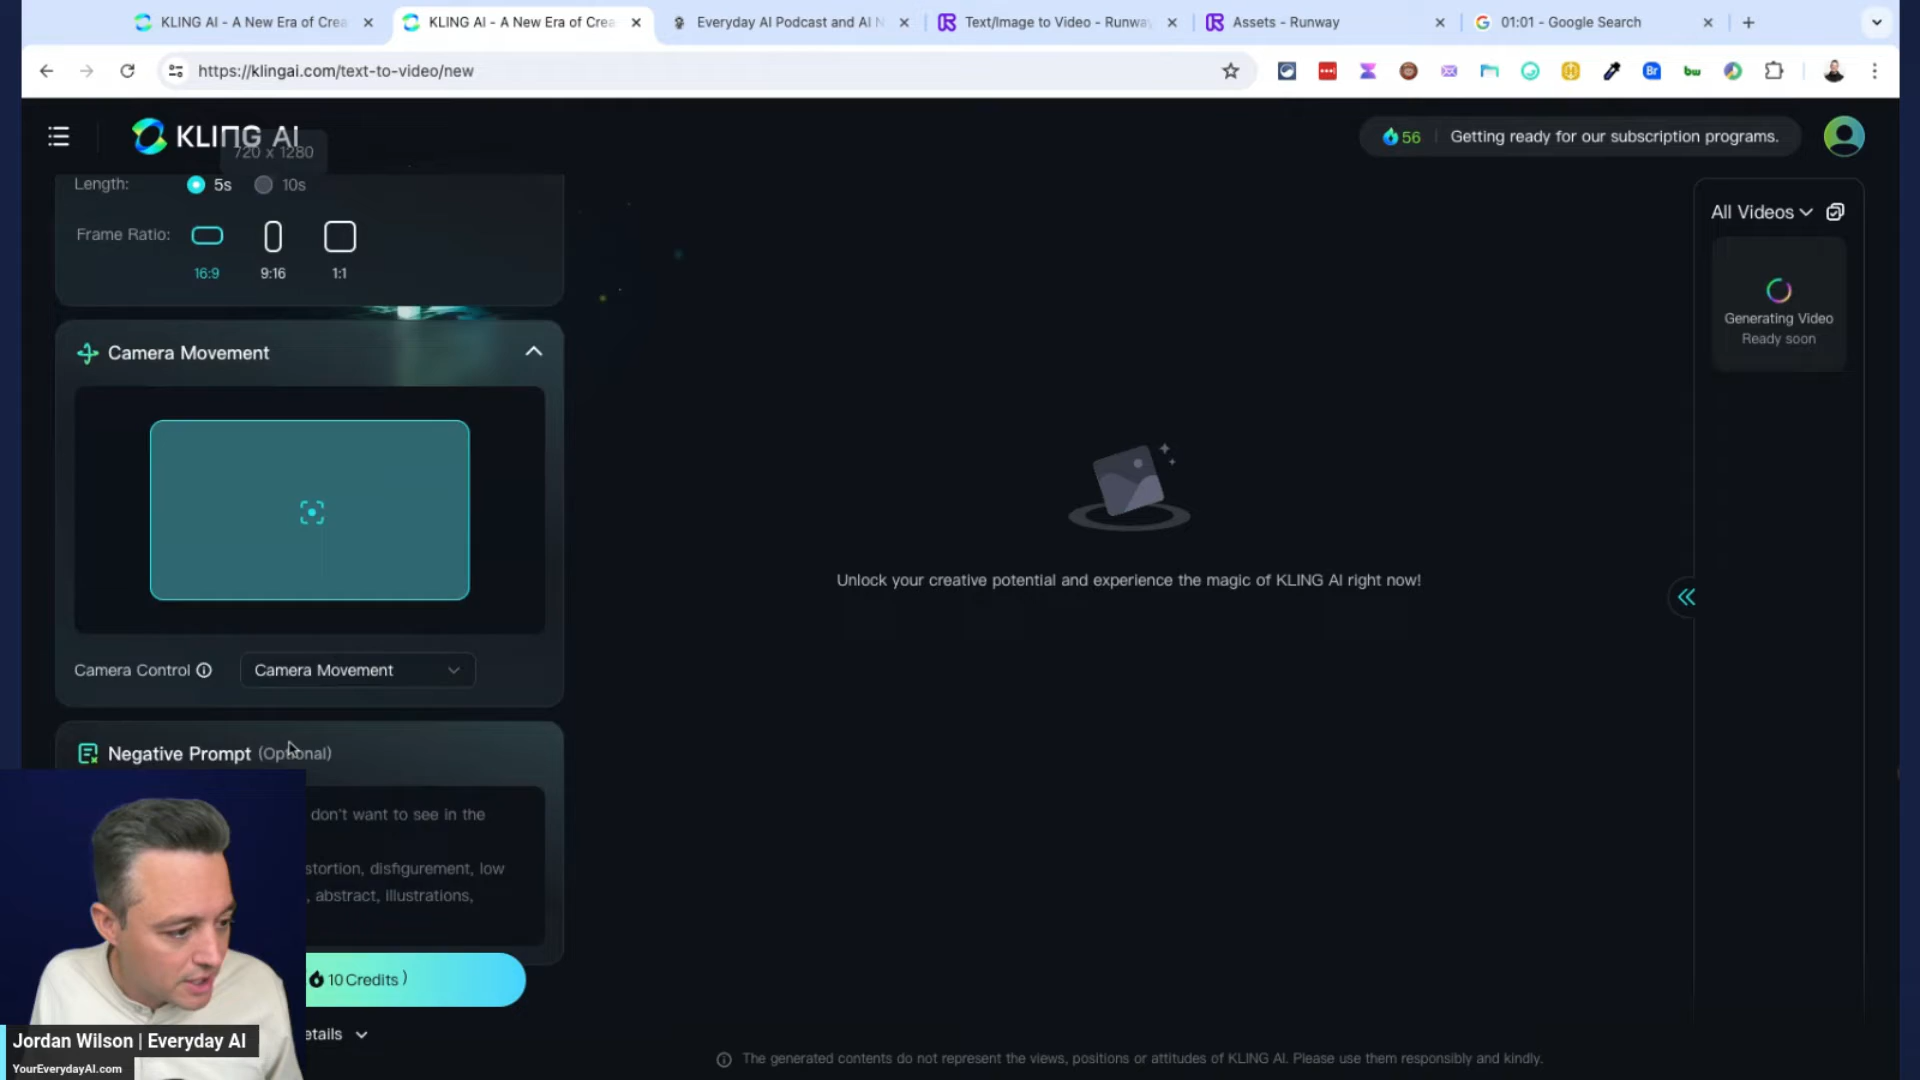 KLING AI - A New Era of Crea
KLING AI - A New Era of Crea
Everyday AI Podcast and AI N
Text/Image to Video - Runway
Assets - Runway
01:01 - Google Search
https://klingai.com/text-to-video/new
KLING AI
720 x 1280
56
Getting ready for our subscription programs.
Length:
5s
10s
Frame Ratio:
16:9
9:16
1:1
All Videos
Generating Video
Ready soon
Camera Movement
Unlock your creative potential and experience the magic of KLING AI right now!
Camera Control
Camera Movement
Negative Prompt (Optional)
don't want to see in the
stortion, disfigurement, low
, abstract, illustrations,
10 Credits )
etails
Jordan Wilson | Everyday AI
YourEverydayAI.com
The generated contents do not represent the views, positions or attitudes of KLING AI. Please use them responsibly and kindly.